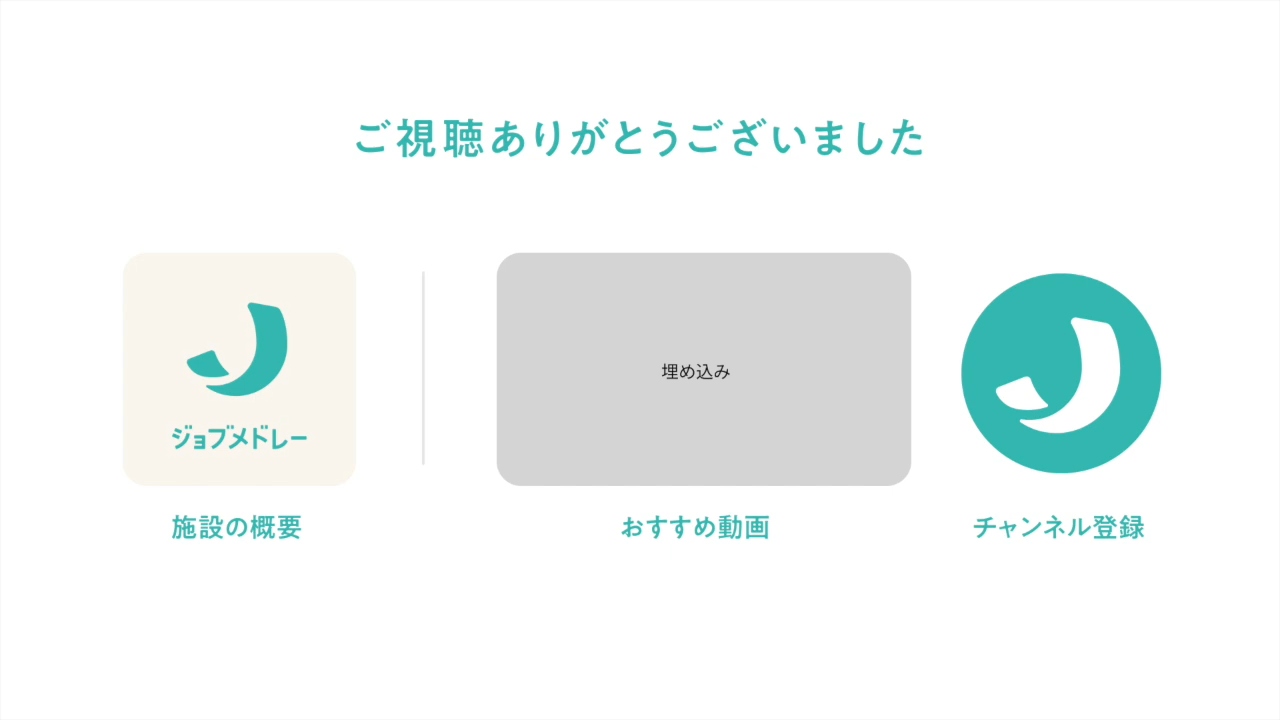 ご視聴ありがとうございました
ジョブメドレー
埋め込み
施設の概要
おすすめ動画
チャンネル登録